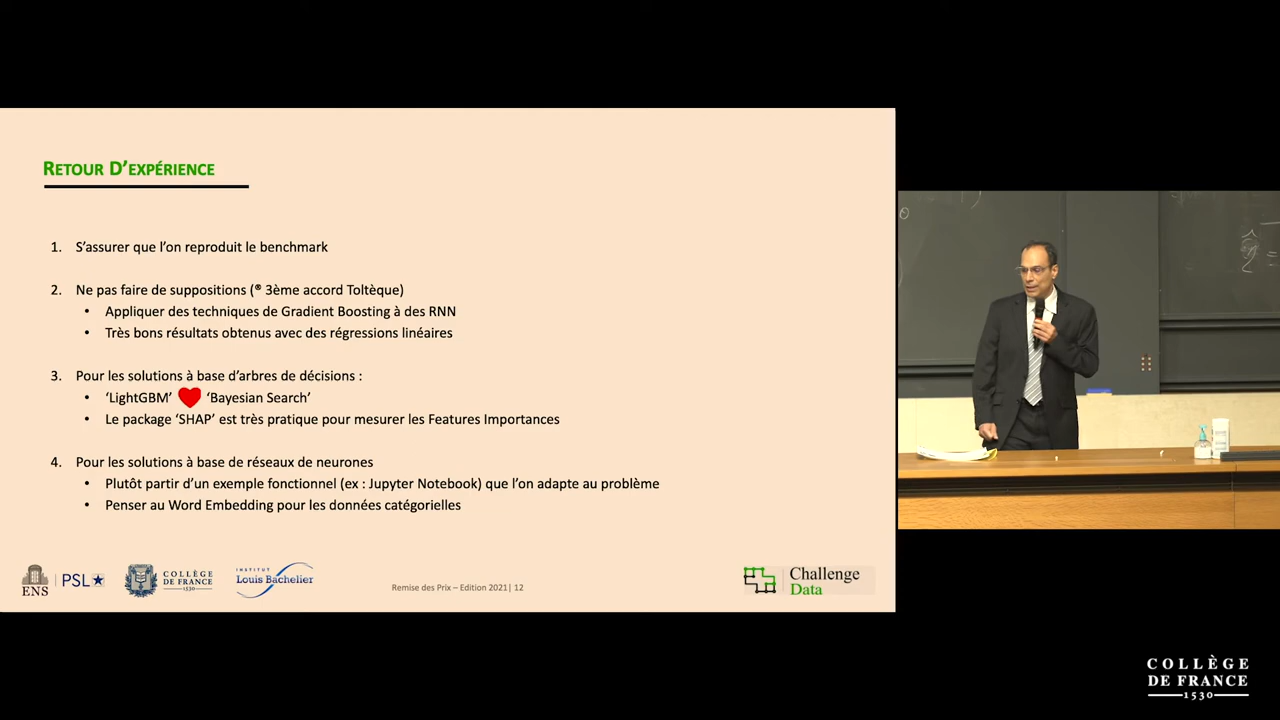 RETOUR D'EXPÉRIENCE
1. S'assurer que l'on reproduit le benchmark
2. Ne pas faire de suppositions (® 3ème accord Toltèque)
• Appliquer des techniques de Gradient Boosting à des RNN
• Très bons résultats obtenus avec des régressions linéaires
3. Pour les solutions à base d'arbres de décisions :
• 'LightGBM' ❤ 'Bayesian Search'
• Le package 'SHAP' est très pratique pour mesurer les Features Importances
4. Pour les solutions à base de réseaux de neurones
• Plutôt partir d'un exemple fonctionnel (ex : Jupyter Notebook) que l'on adapte au problème
• Penser au Word Embedding pour les données catégorielles
ENS
PSL★
COLLÈGE
DE FRANCE
1530
INSTITUT
Louis Bachelier
Remise des Prix – Edition 2021| 12
Challenge
Data
COLLÈGE
DE FRANCE
1530